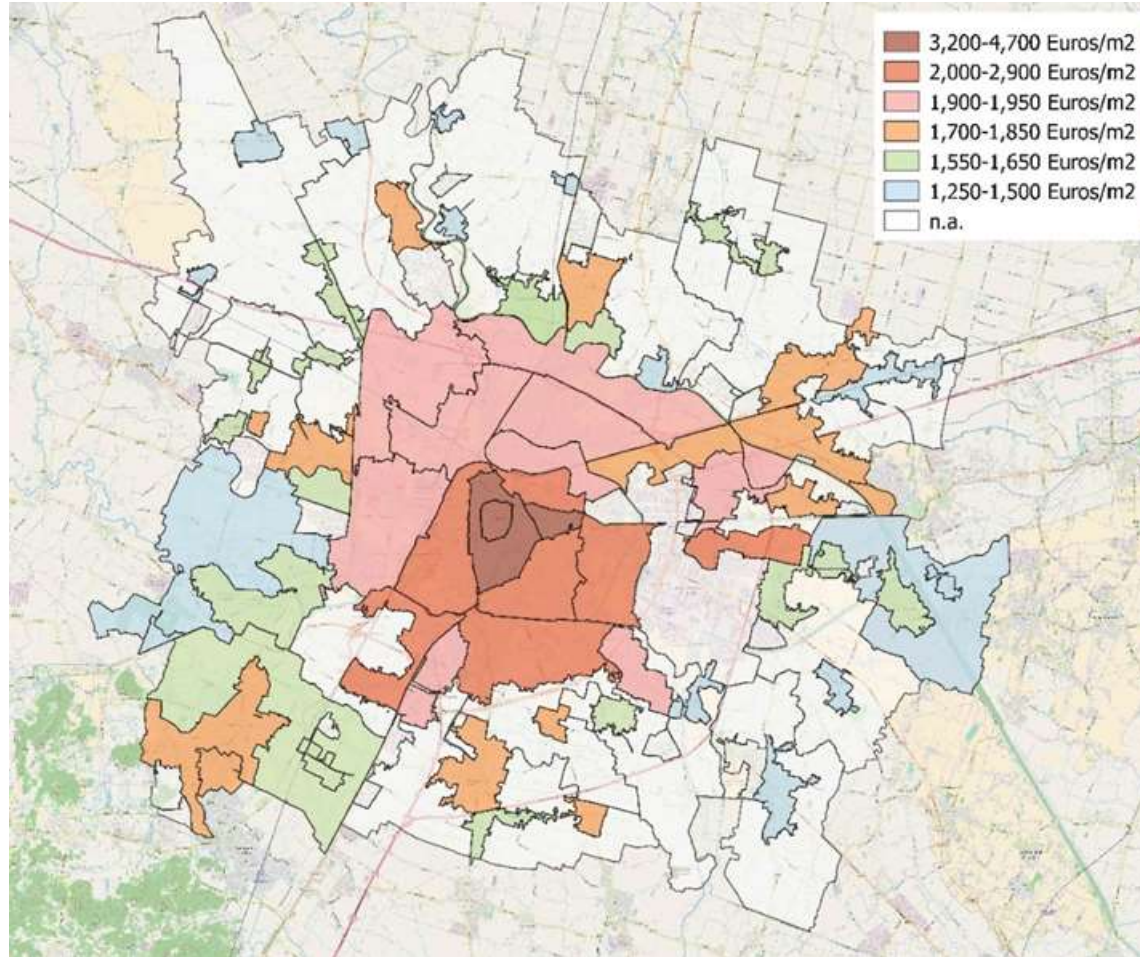 3,200-4,700 Euros/m2
2,000-2,900 Euros/m2
1,900-1,950 Euros/m2
1,700-1,850 Euros/m2
1,550-1,650 Euros/m2
1,250-1,500 Euros/m2
n.a.